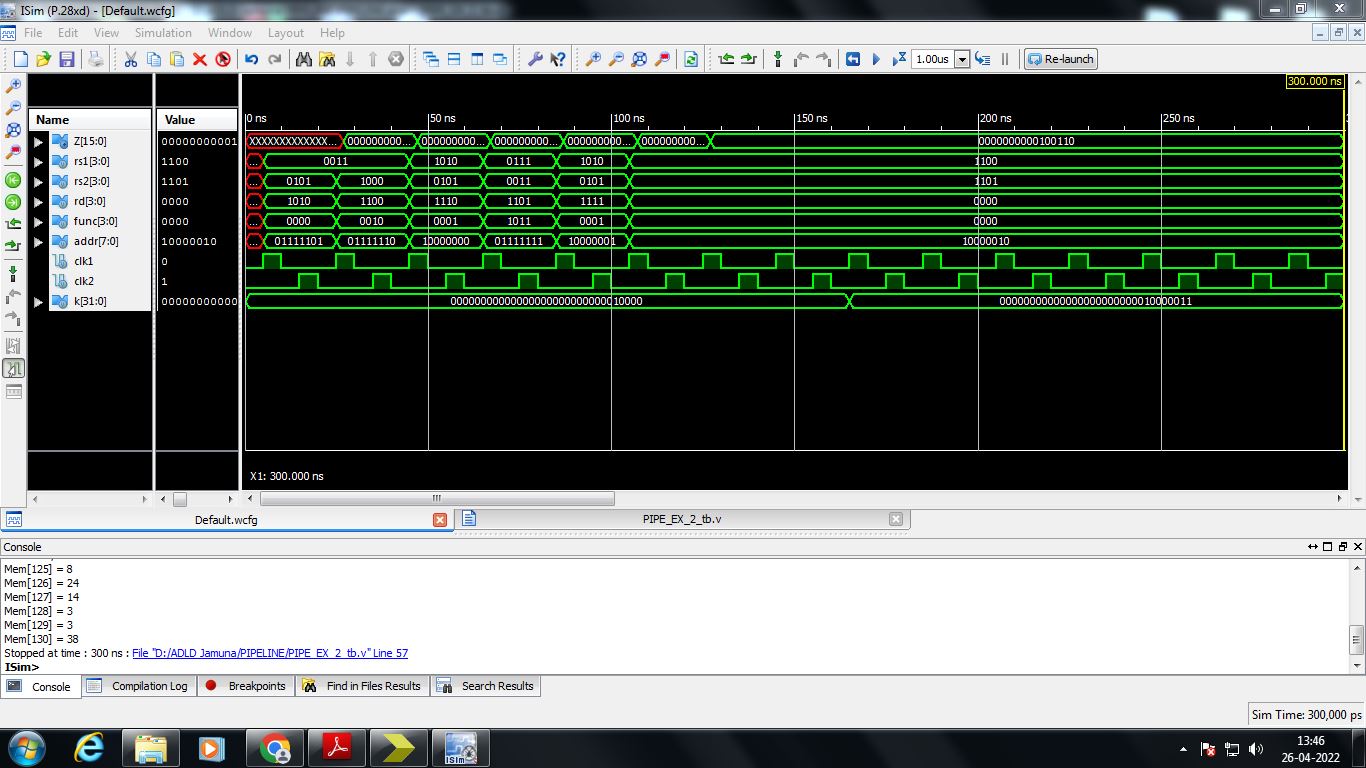 ISim (P.28xd) - [Default.wcfg]
File Edit View Simulation Window Layout Help
1.00us Re-launch
300.000 ns
Name Value 0 ns 50 ns 100 ns 150 ns 200 ns 250 ns
Z[15:0] 00000000001 XXXXXXXXXXXXX... 000000000... 000000000... 000000000... 000000000... 000000000... 0000000000100110
rs1[3:0] 1100 ... 0011 1010 0111 1010 1100
rs2[3:0] 1101 ... 0101 1000 0101 0011 0101 1101
rd[3:0] 0000 ... 1010 1100 1110 1101 1111 0000
func[3:0] 0000 ... 0000 0010 0001 1011 0001 0000
addr[7:0] 10000010 ... 01111101 01111110 10000000 01111111 10000001 10000010
clk1 0
clk2 1
k[31:0] 00000000000 00000000000000000000000000010000 00000000000000000000000010000011
X1: 300.000 ns
Default.wcfg PIPE_EX_2_tb.v
Console
Mem[125] = 8
Mem[126] = 24
Mem[127] = 14
Mem[128] = 3
Mem[129] = 3
Mem[130] = 38
Stopped at time : 300 ns : File "D:/ADLD Jamuna/PIPELINE/PIPE_EX_2_tb.v" Line 57
ISim>
Console Compilation Log Breakpoints Find in Files Results Search Results
Sim Time: 300,000 ps
ISim
13:46
26-04-2022